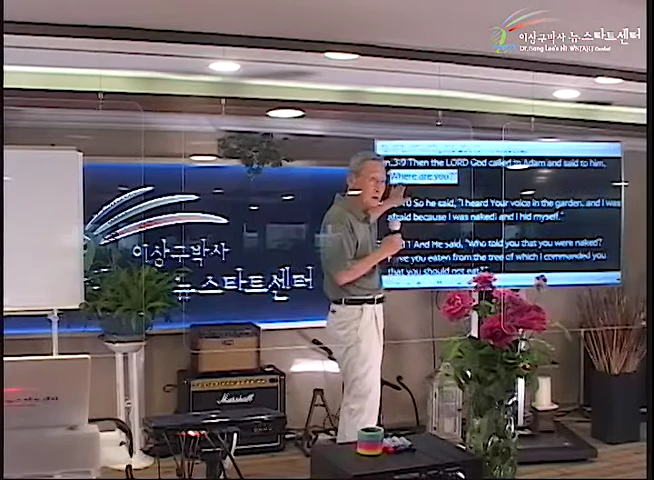 이상구박사 뉴스타트센터
Dr. Sang Lee's NEWSTART Center
3:9 Then the LORD God called to Adam and said to him,
"Where are you?"
0 So he said, "I heard Your voice in the garden, and I was
afraid because I was naked; and I hid myself."
1 And He said, "Who told you that you were naked?
you eaten from the tree of which I commanded you
that you should not eat?"
이상구박사
뉴스타트센터
Marshall